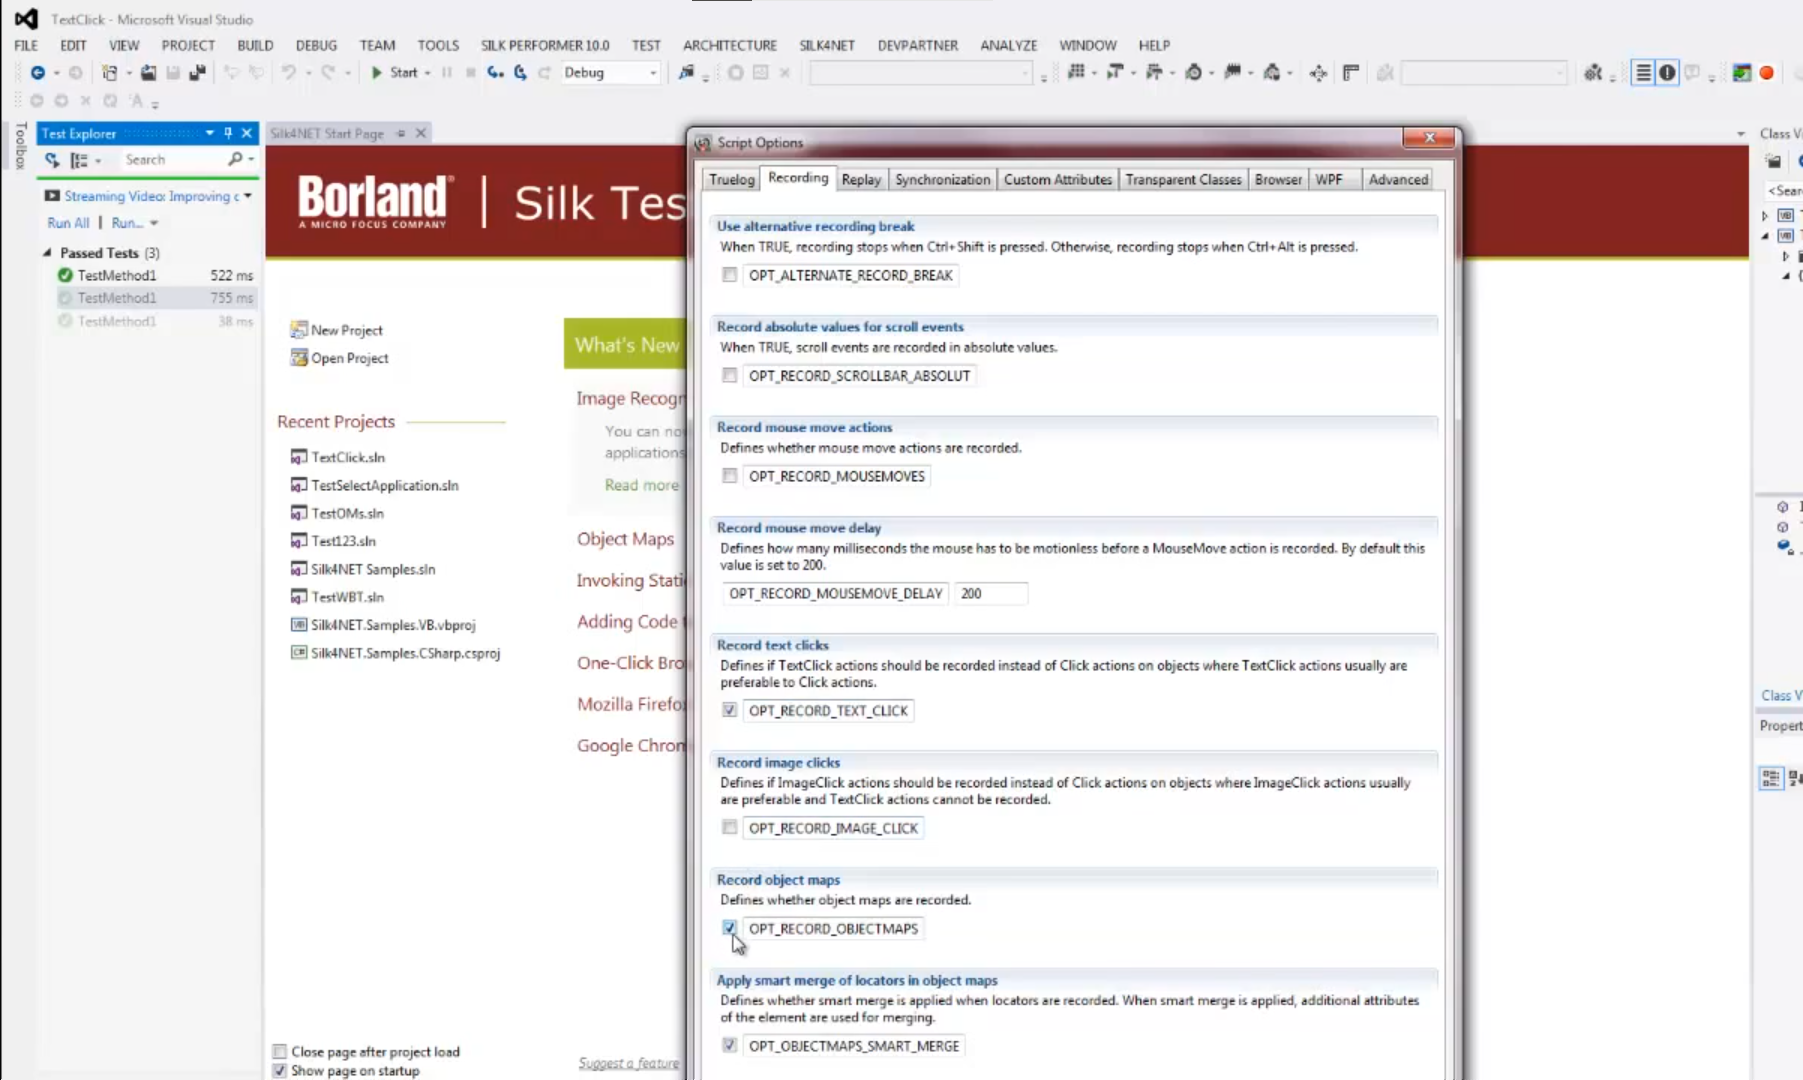 TextClick - Microsoft Visual Studio
FILE EDIT VIEW PROJECT BUILD DEBUG TEAM TOOLS SILK PERFORMER 10.0 TEST ARCHITECTURE SILK4NET DEVPARTNER ANALYZE WINDOW HELP
Start Debug
Toolbox
Test Explorer
Search
Streaming Video: Improving c
Run All | Run...
Passed Tests (3)
TestMethod1 522 ms
TestMethod1 755 ms
TestMethod1 38 ms
Silk4NET Start Page
Borland
A MICRO FOCUS COMPANY
Silk Tes
New Project
Open Project
Recent Projects
TextClick.sln
TestSelectApplication.sln
TestOMs.sln
Test123.sln
Silk4NET Samples.sln
TestWBT.sln
Silk4NET.Samples.VB.vbproj
Silk4NET.Samples.CSharp.csproj
Close page after project load
Show page on startup
What's New
Image Recogn
You can no
applications
Read more
Object Maps
Invoking Stati
Adding Code t
One-Click Bro
Mozilla Firefo
Google Chrom
Suggest a feature
Script Options
Truelog Recording Replay Synchronization Custom Attributes Transparent Classes Browser WPF Advanced
Use alternative recording break
When TRUE, recording stops when Ctrl+Shift is pressed. Otherwise, recording stops when Ctrl+Alt is pressed.
OPT_ALTERNATE_RECORD_BREAK
Record absolute values for scroll events
When TRUE, scroll events are recorded in absolute values.
OPT_RECORD_SCROLLBAR_ABSOLUT
Record mouse move actions
Defines whether mouse move actions are recorded.
OPT_RECORD_MOUSEMOVES
Record mouse move delay
Defines how many milliseconds the mouse has to be motionless before a MouseMove action is recorded. By default this
value is set to 200.
OPT_RECORD_MOUSEMOVE_DELAY 200
Record text clicks
Defines if TextClick actions should be recorded instead of Click actions on objects where TextClick actions usually are
preferable to Click actions.
OPT_RECORD_TEXT_CLICK
Record image clicks
Defines if ImageClick actions should be recorded instead of Click actions on objects where ImageClick actions usually
are preferable and TextClick actions cannot be recorded.
OPT_RECORD_IMAGE_CLICK
Record object maps
Defines whether object maps are recorded.
OPT_RECORD_OBJECTMAPS
Apply smart merge of locators in object maps
Defines whether smart merge is applied when locators are recorded. When smart merge is applied, additional attributes
of the element are used for merging.
OPT_OBJECTMAPS_SMART_MERGE
Class Vi
<Sear
Class V
Propert